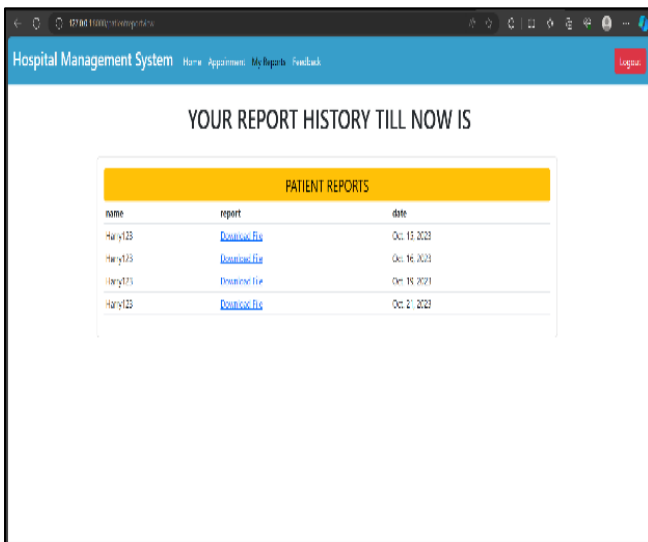 Hospital Management System Home Appoinment My Reports Feedback Logout
YOUR REPORT HISTORY TILL NOW IS
PATIENT REPORTS
name report date
Harry123 Download File Oct. 16, 2023
Harry123 Download File Oct. 19, 2023
Harry123 Download File Oct. 21, 2023
Harry123 Download File